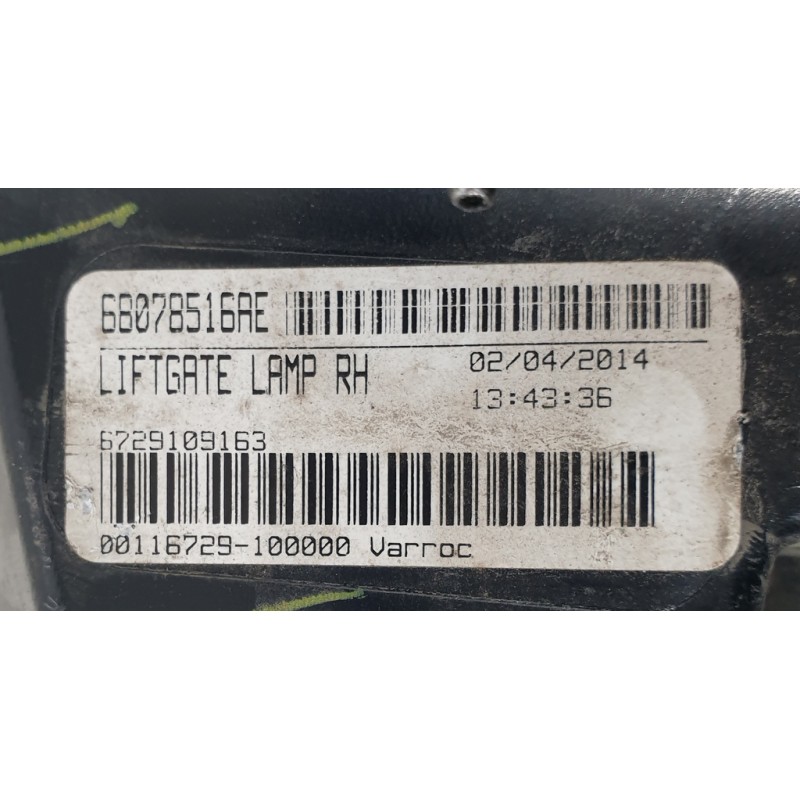 68078516AE
LIFTGATE LAMP RH 02/04/2014
13:43:36
6729109163
00116729-100000 Varroc